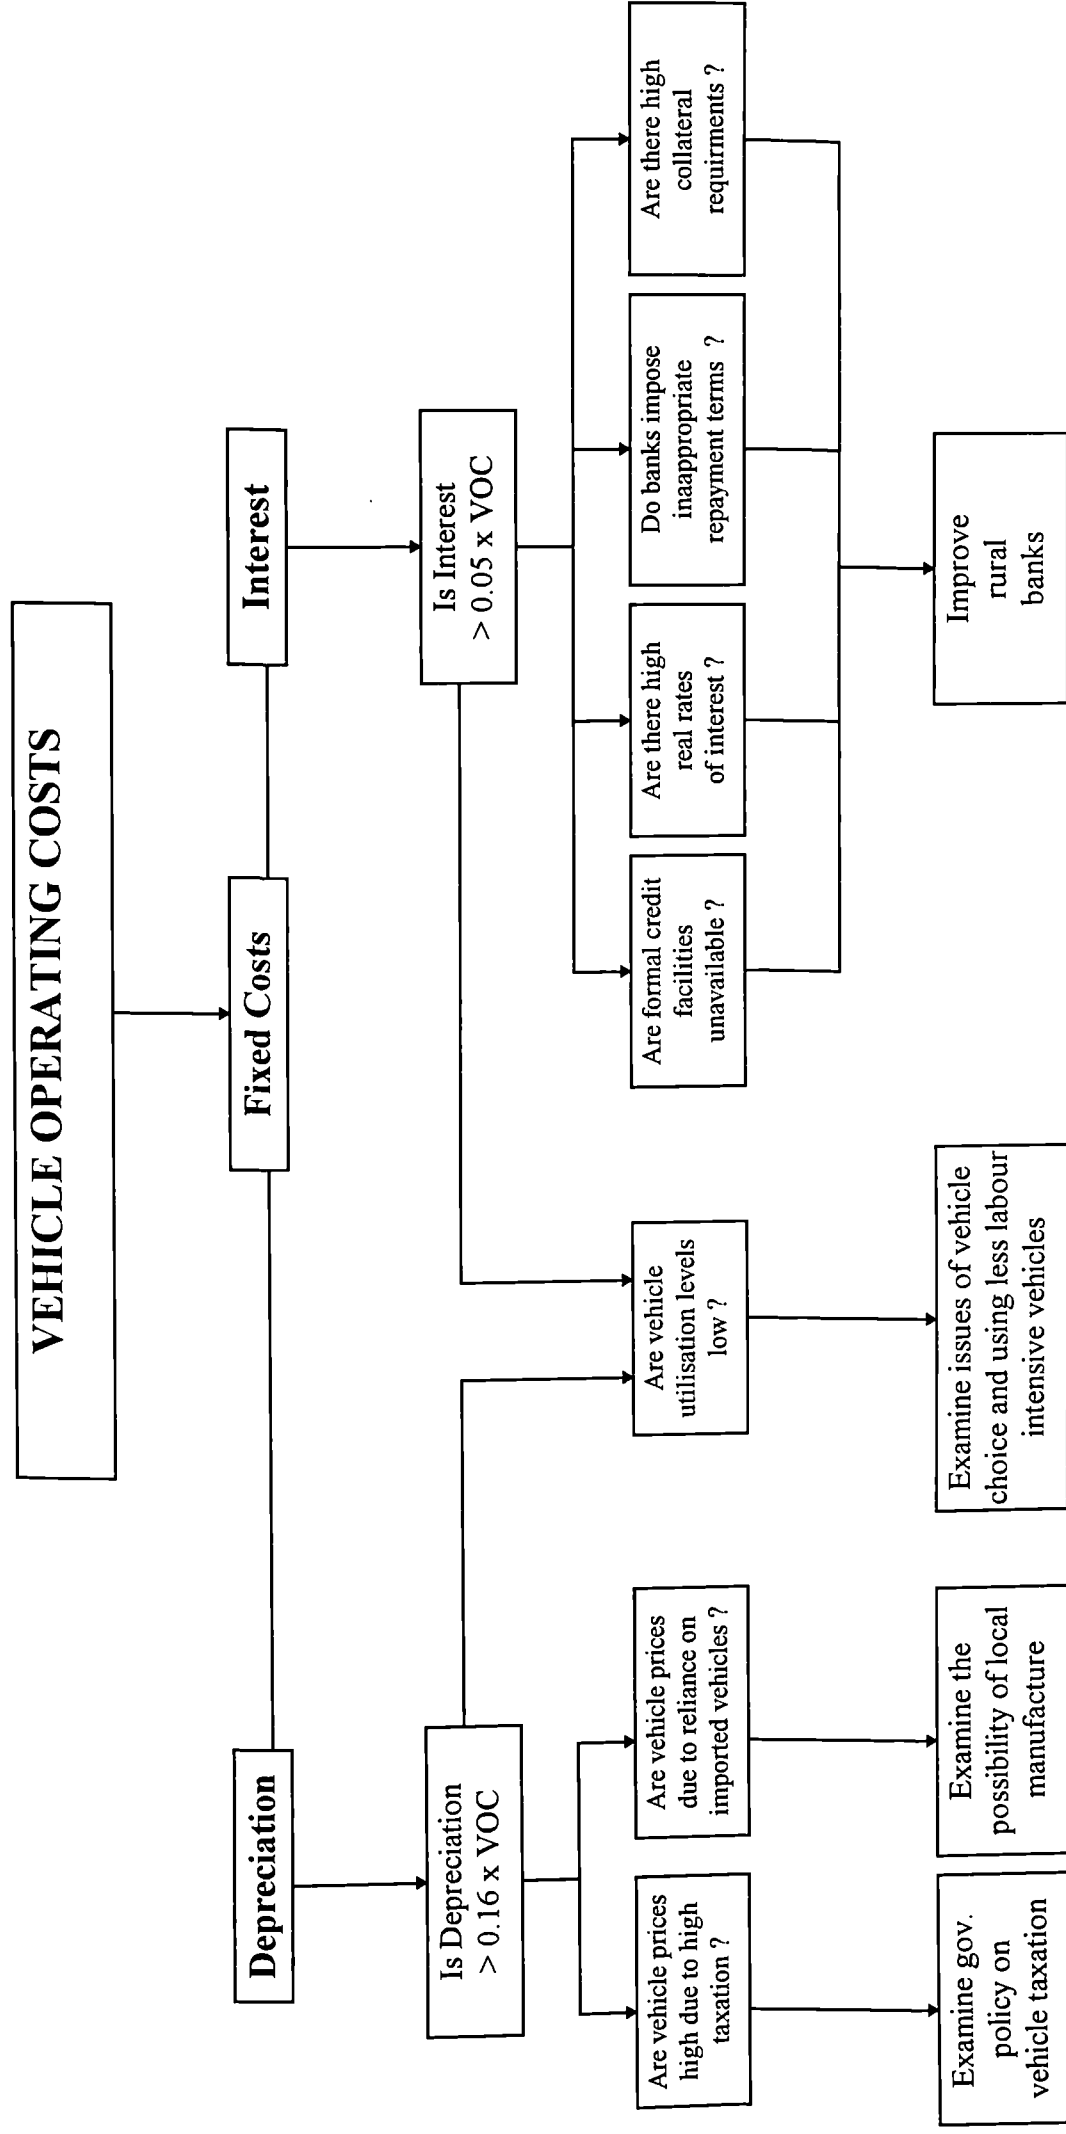 VEHICLE OPERATING COSTS
Fixed Costs
Depreciation
Interest
Is Depreciation
> 0.16 x VOC
Is Interest
> 0.05 x VOC
Are vehicle prices
high due to high
taxation ?
Are vehicle prices
due to reliance on
imported vehicles ?
Are vehicle
utilisation levels
low ?
Are formal credit
facilities
unavailable ?
Are there high
real rates
of interest ?
Do banks impose
inaappropriate
repayment terms ?
Are there high
collateral
requirments ?
Examine gov.
policy on
vehicle taxation
Examine the
possibility of local
manufacture
Examine issues of vehicle
choice and using less labour
intensive vehicles
Improve
rural
banks